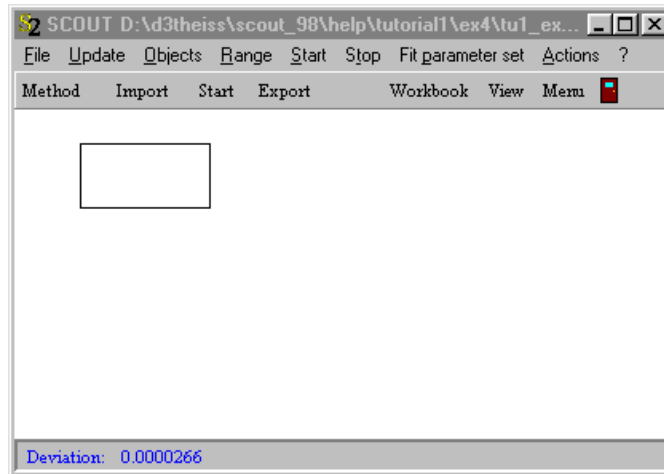 S2 SCOUT D:\d3theiss\scout_98\help\tutorial1\ex4\tu1_ex...
File Update Objects Range Start Stop Fit parameter set Actions ?
Method Import Start Export Workbook View Menu
Deviation: 0.0000266